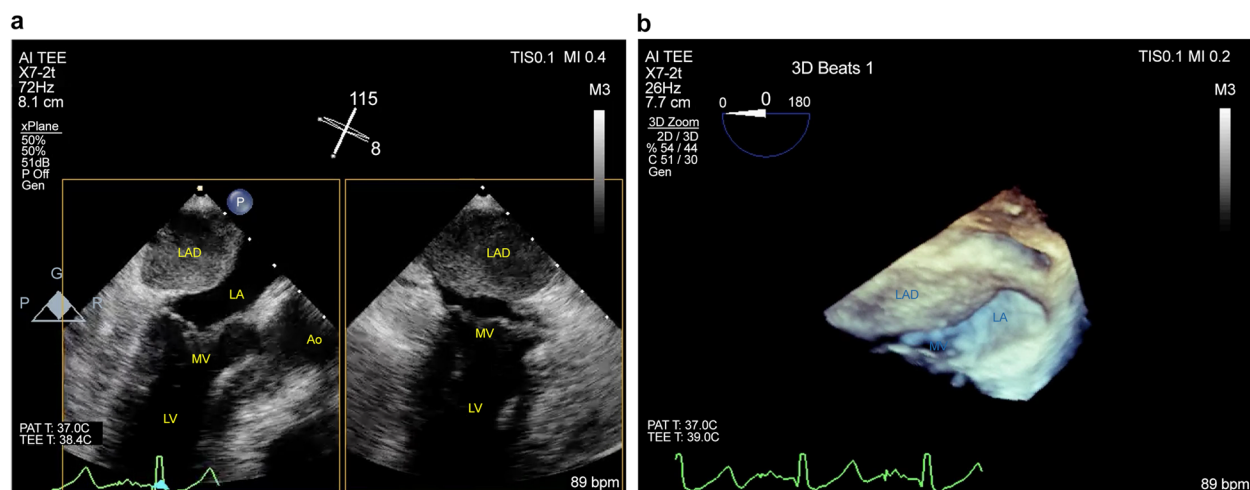 a
AI TEE
X7-2t
72Hz
8.1 cm
xPlane
50%
50%
51dB
P Off
Gen
TIS0.1 MI 0.4
M3
115
8
P
G
P R
LAD
LA
Ao
MV
LV
LAD
MV
LV
PAT T: 37.0C
TEE T: 38.4C
89 bpm
b
AI TEE
X7-2t
26Hz
7.7 cm
3D Zoom
2D / 3D
% 54 / 44
C 51 / 30
Gen
3D Beats 1
0 0 180
TIS0.1 MI 0.2
M3
LAD
LA
PAT T: 37.0C
TEE T: 39.0C
89 bpm